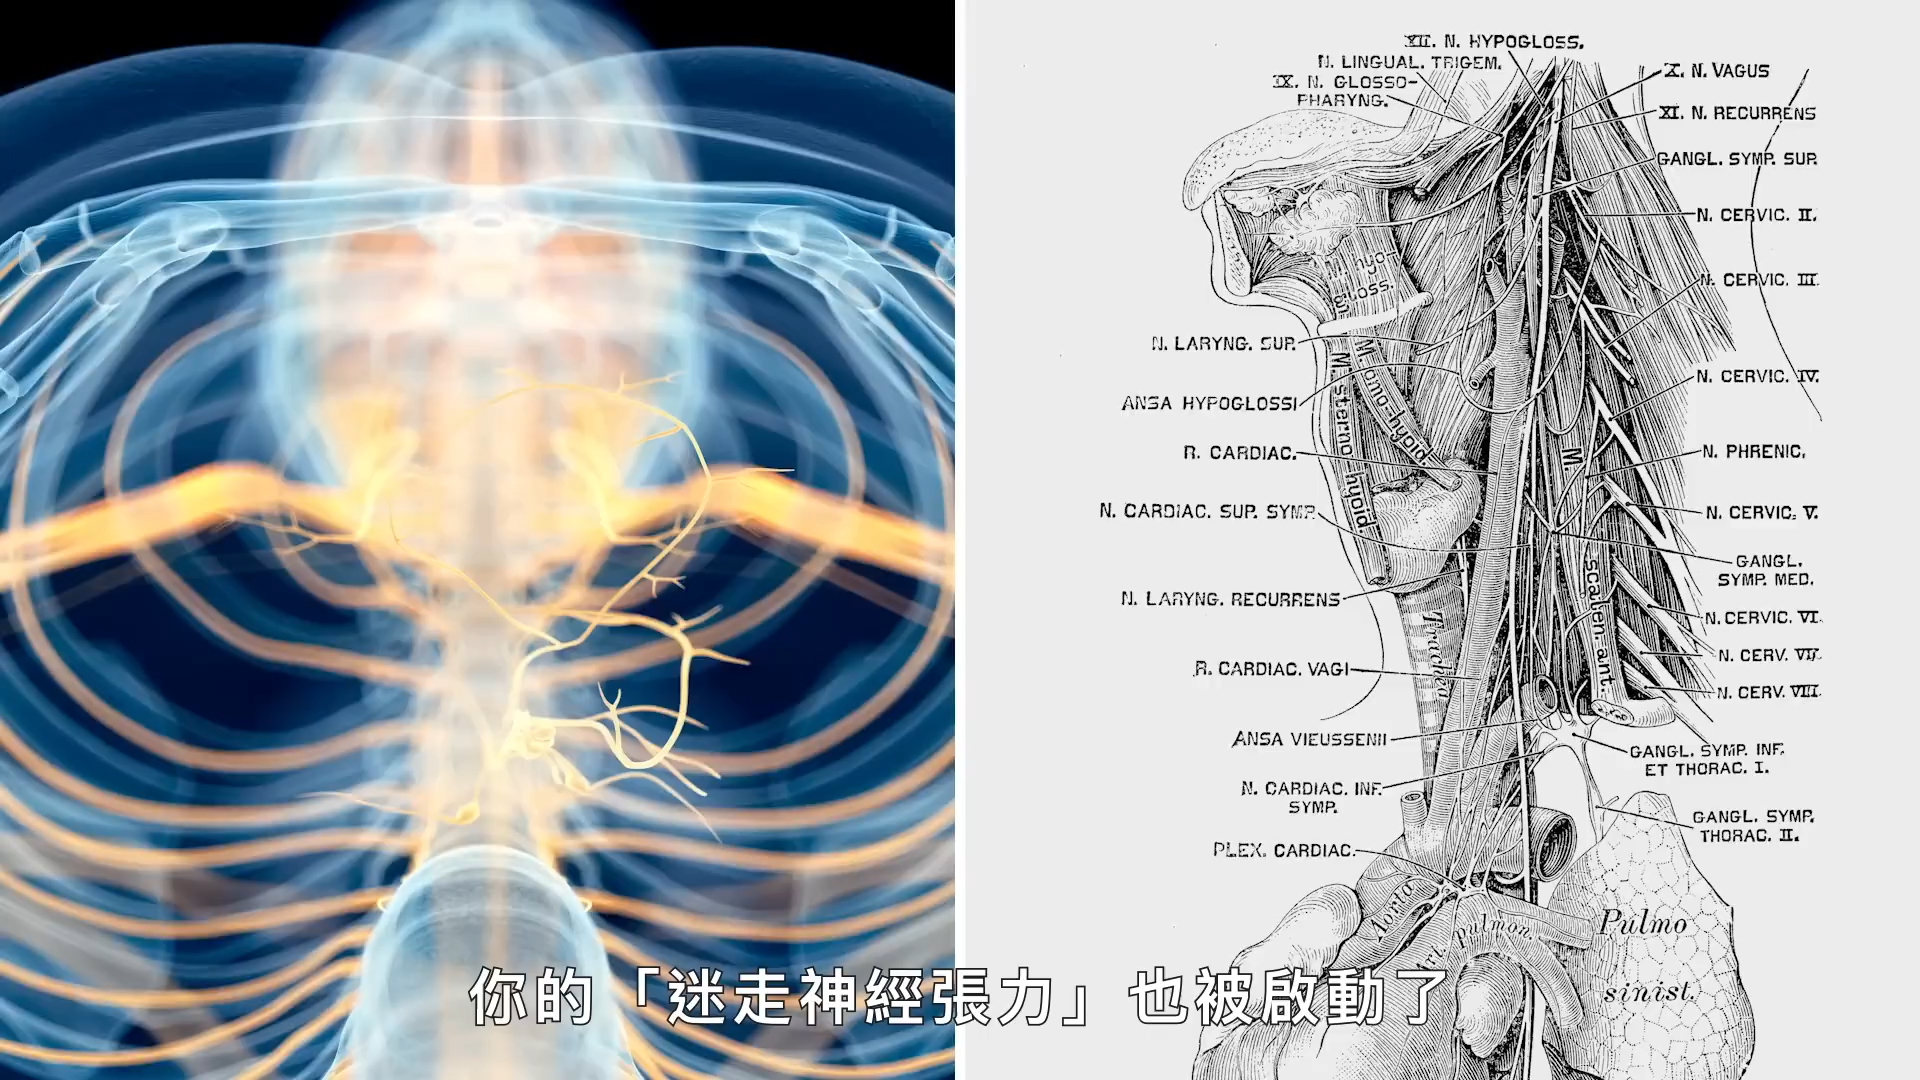 XII. N. HYPOGLOSS.
N. LINGUAL. TRIGEM.
IX. N. GLOSSO-
PHARYNG.
X. N. VAGUS
XI. N. RECURRENS
GANGL. SYMP. SUP.
N. CERVIC. II.
M. hyo-
gloss.
N. CERVIC. III.
N. LARYNG. SUP.
N. CERVIC. IV.
ANSA HYPOGLOSSI
M. omo-hyoid.
M. sterno-hyoid.
R. CARDIAC.
M.
scalen. ant.
N. PHRENIC.
N. CARDIAC. SUP. SYMP.
N. CERVIC. V.
GANGL.
SYMP. MED.
N. LARYNG. RECURRENS
Trachea
N. CERVIC. VI.
N. CERV. VII.
R. CARDIAC. VAGI
N. CERV. VIII.
ANSA VIEUSSENII
GANGL. SYMP. INF.
ET THORAC. I.
N. CARDIAC. INF.
SYMP.
GANGL. SYMP.
THORAC. II.
PLEX. CARDIAC.
Aorta
Art. pulmon.
Pulmo
sinist.
你的「迷走神經張力」也被啟動了